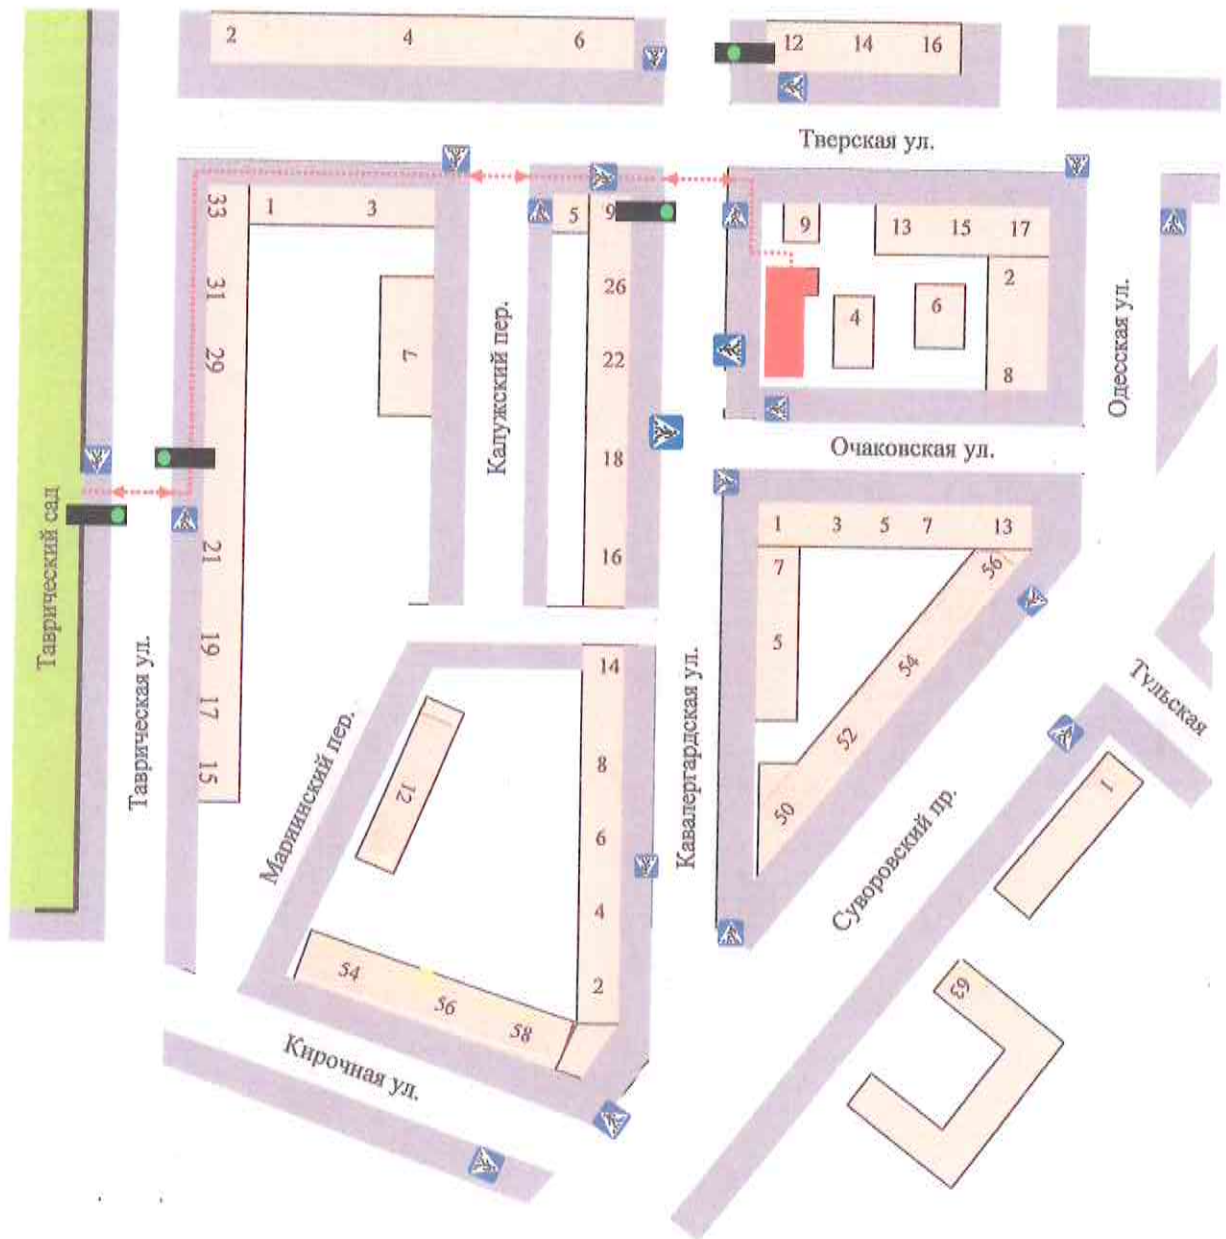 2 4 6
12 14 16
Тверская ул.
33 1 3
5 9
9 13 15 17
31
26
2
4
6
29
7
22
8
Калужский пер.
Одесская ул.
18
Очаковская ул.
Таврический сад
21
16
1 3 5 7 13
7
56
19
14
5
54
Тульская
Таврическая ул.
17
Мариинский пер.
Кавалергардская ул.
15
12
8
52
50
1
6
Суворовский пр.
4
54
2
56
58
63
Кирочная ул.